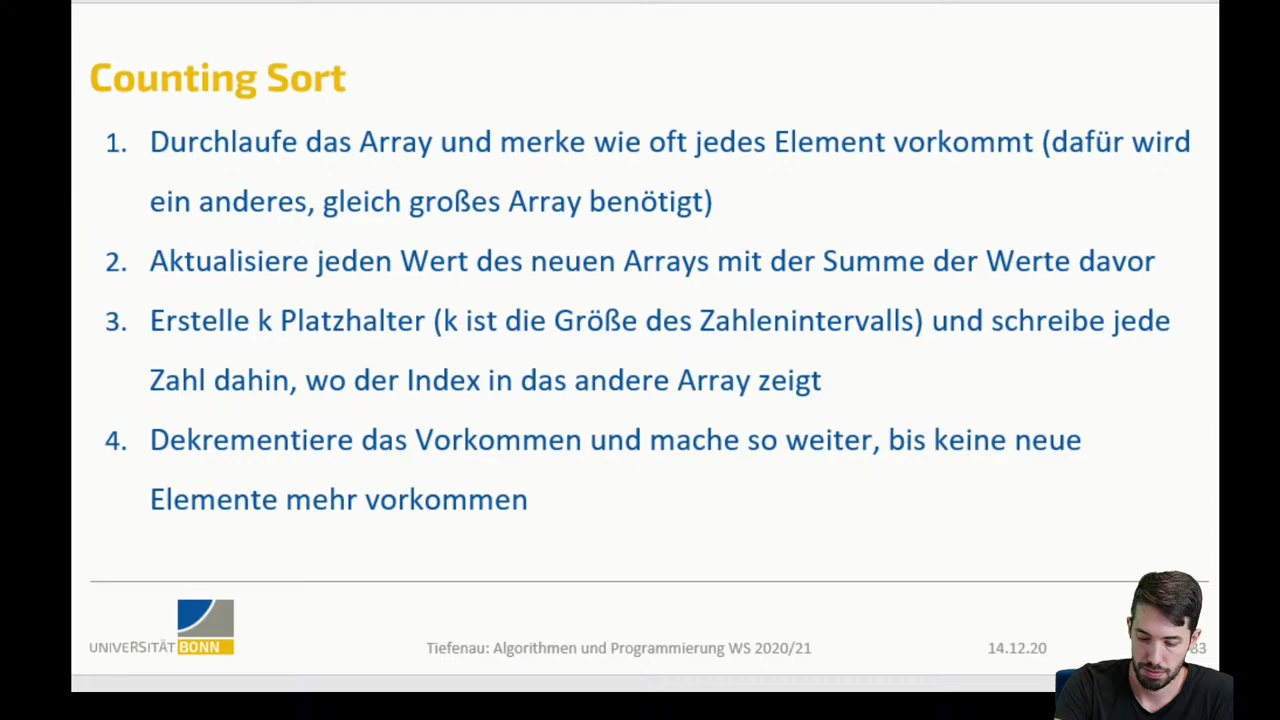 Counting Sort
1. Durchlaufe das Array und merke wie oft jedes Element vorkommt (dafür wird
ein anderes, gleich großes Array benötigt)
2. Aktualisiere jeden Wert des neuen Arrays mit der Summe der Werte davor
3. Erstelle k Platzhalter (k ist die Größe des Zahlenintervalls) und schreibe jede
Zahl dahin, wo der Index in das andere Array zeigt
4. Dekrementiere das Vorkommen und mache so weiter, bis keine neue
Elemente mehr vorkommen
UNIVERSITÄT BONN
Tiefenau: Algorithmen und Programmierung WS 2020/21
14.12.20